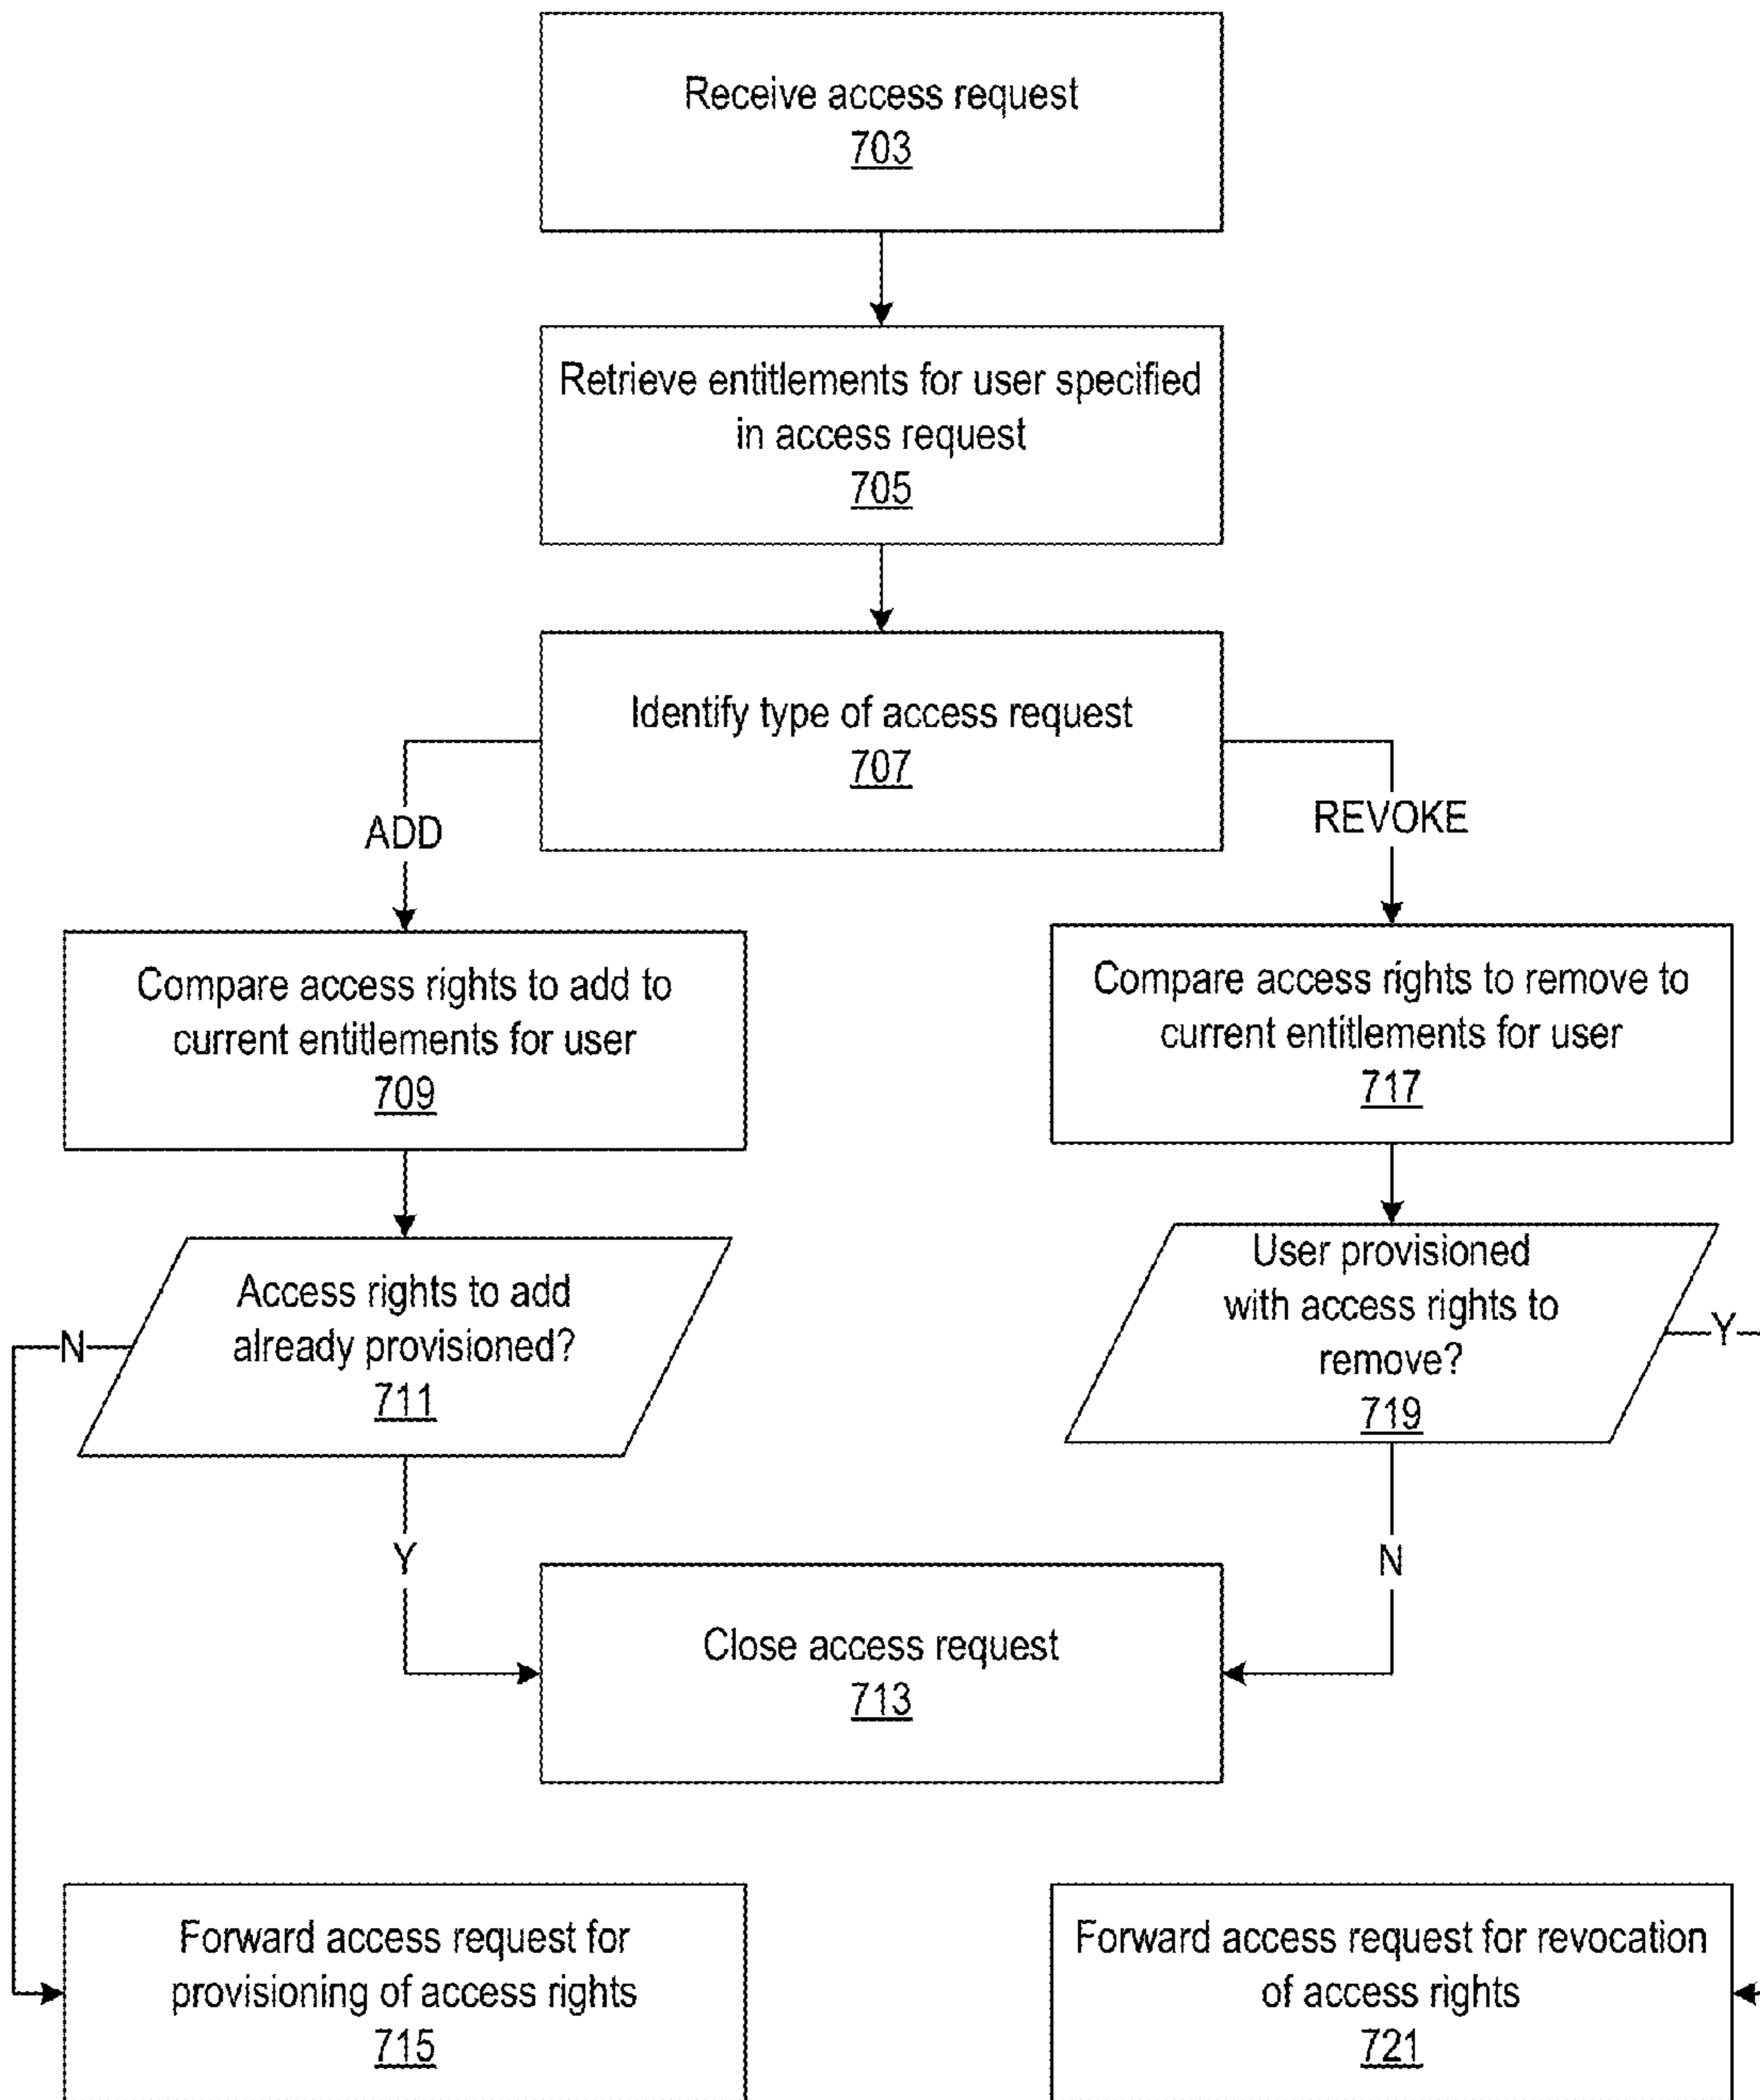 Receive access request
703
Retrieve entitlements for user specified
in access request
705
Identify type of access request
707
ADD
REVOKE
Compare access rights to add to
current entitlements for user
709
Compare access rights to remove to
current entitlements for user
717
Access rights to add
already provisioned?
711
N
User provisioned
with access rights to
remove?
719
Y
Y
N
Close access request
713
Forward access request for
provisioning of access rights
715
Forward access request for revocation
of access rights
721